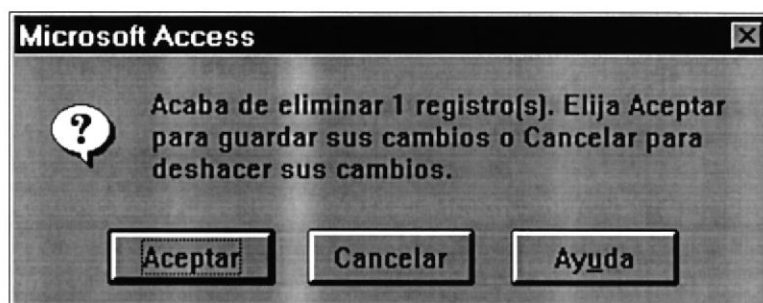 Microsoft Access
Acaba de eliminar 1 registro(s). Elija Aceptar
para guardar sus cambios o Cancelar para
deshacer sus cambios.
Aceptar
Cancelar
Ayuda